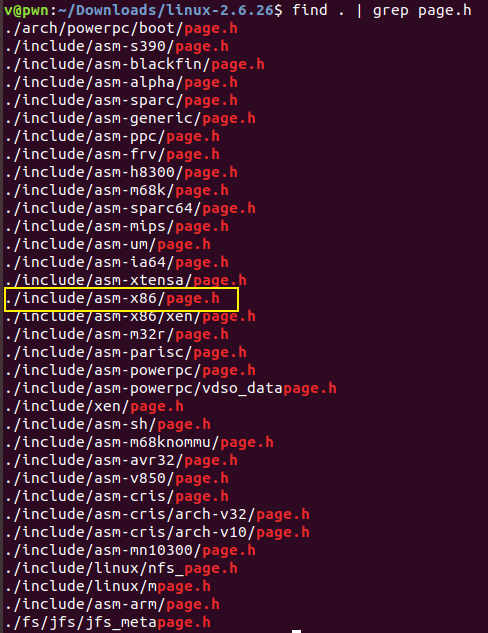 v@pwn:~/Downloads/linux-2.6.26$ find . | grep page.h
./arch/powerpc/boot/page.h
./include/asm-s390/page.h
./include/asm-blackfin/page.h
./include/asm-alpha/page.h
./include/asm-sparc/page.h
./include/asm-generic/page.h
./include/asm-ppc/page.h
./include/asm-frv/page.h
./include/asm-h8300/page.h
./include/asm-m68k/page.h
./include/asm-sparc64/page.h
./include/asm-mips/page.h
./include/asm-um/page.h
./include/asm-ia64/page.h
./include/asm-xtensa/page.h
./include/asm-x86/page.h
./include/asm-x86/xen/page.h
./include/asm-m32r/page.h
./include/asm-parisc/page.h
./include/asm-powerpc/page.h
./include/asm-powerpc/vdso_datapage.h
./include/xen/page.h
./include/asm-sh/page.h
./include/asm-m68knommu/page.h
./include/asm-avr32/page.h
./include/asm-v850/page.h
./include/asm-cris/page.h
./include/asm-cris/arch-v32/page.h
./include/asm-cris/arch-v10/page.h
./include/asm-mn10300/page.h
./include/linux/nfs_page.h
./include/linux/mpage.h
./include/asm-arm/page.h
./fs/jfs/jfs_metapage.h